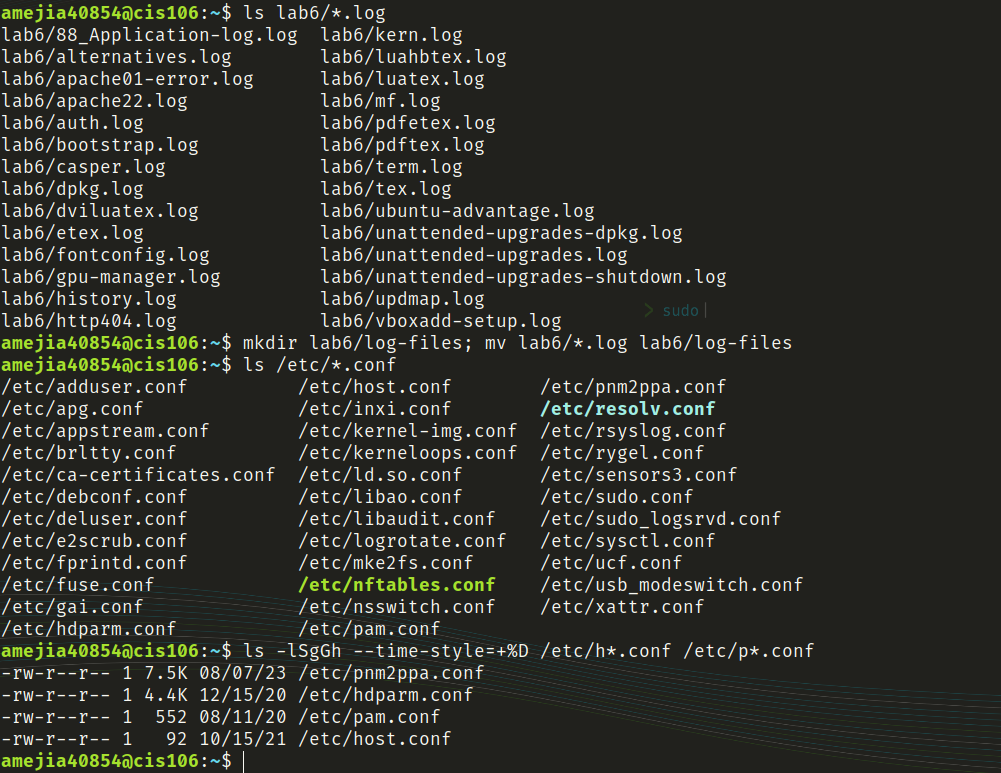 amejia40854@cis106:~$ ls lab6/*.log
lab6/88_Application-log.log  lab6/kern.log
lab6/alternatives.log        lab6/luahbtex.log
lab6/apache01-error.log      lab6/luatex.log
lab6/apache22.log            lab6/mf.log
lab6/auth.log                lab6/pdfetex.log
lab6/bootstrap.log           lab6/pdftex.log
lab6/casper.log              lab6/term.log
lab6/dpkg.log                lab6/tex.log
lab6/dviluatex.log           lab6/ubuntu-advantage.log
lab6/etex.log                lab6/unattended-upgrades-dpkg.log
lab6/fontconfig.log          lab6/unattended-upgrades.log
lab6/gpu-manager.log         lab6/unattended-upgrades-shutdown.log
lab6/history.log             lab6/updmap.log
> sudo|
lab6/http404.log             lab6/vboxadd-setup.log
amejia40854@cis106:~$ mkdir lab6/log-files; mv lab6/*.log lab6/log-files
amejia40854@cis106:~$ ls /etc/*.conf
/etc/adduser.conf          /etc/host.conf        /etc/pnm2ppa.conf
/etc/apg.conf              /etc/inxi.conf        /etc/resolv.conf
/etc/appstream.conf        /etc/kernel-img.conf  /etc/rsyslog.conf
/etc/brltty.conf           /etc/kerneloops.conf  /etc/rygel.conf
/etc/ca-certificates.conf  /etc/ld.so.conf       /etc/sensors3.conf
/etc/debconf.conf          /etc/libao.conf       /etc/sudo.conf
/etc/deluser.conf          /etc/libaudit.conf    /etc/sudo_logsrvd.conf
/etc/e2scrub.conf          /etc/logrotate.conf   /etc/sysctl.conf
/etc/fprintd.conf          /etc/mke2fs.conf      /etc/ucf.conf
/etc/fuse.conf             /etc/nftables.conf    /etc/usb_modeswitch.conf
/etc/gai.conf              /etc/nsswitch.conf    /etc/xattr.conf
/etc/hdparm.conf           /etc/pam.conf
amejia40854@cis106:~$ ls -lSgGh --time-style=+%D /etc/h*.conf /etc/p*.conf
-rw-r--r-- 1 7.5K 08/07/23 /etc/pnm2ppa.conf
-rw-r--r-- 1 4.4K 12/15/20 /etc/hdparm.conf
-rw-r--r-- 1  552 08/11/20 /etc/pam.conf
-rw-r--r-- 1   92 10/15/21 /etc/host.conf
amejia40854@cis106:~$